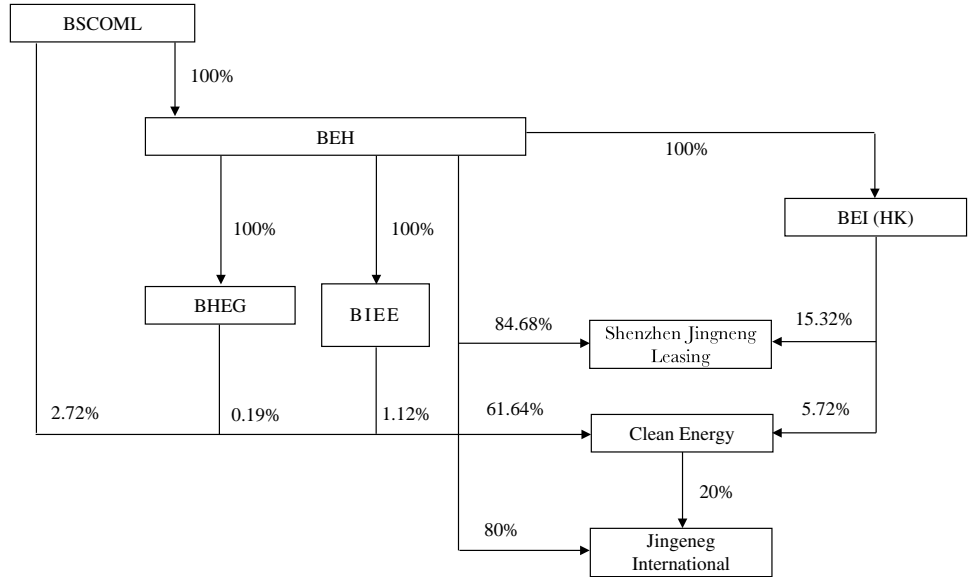 BSCOML
100%
BEH
100%
BEI (HK)
100%
100%
BHEG
BIEE
84.68%
Shenzhen Jingneng
Leasing
15.32%
2.72%
0.19%
1.12%
61.64%
Clean Energy
5.72%
20%
80%
Jingeneg
International